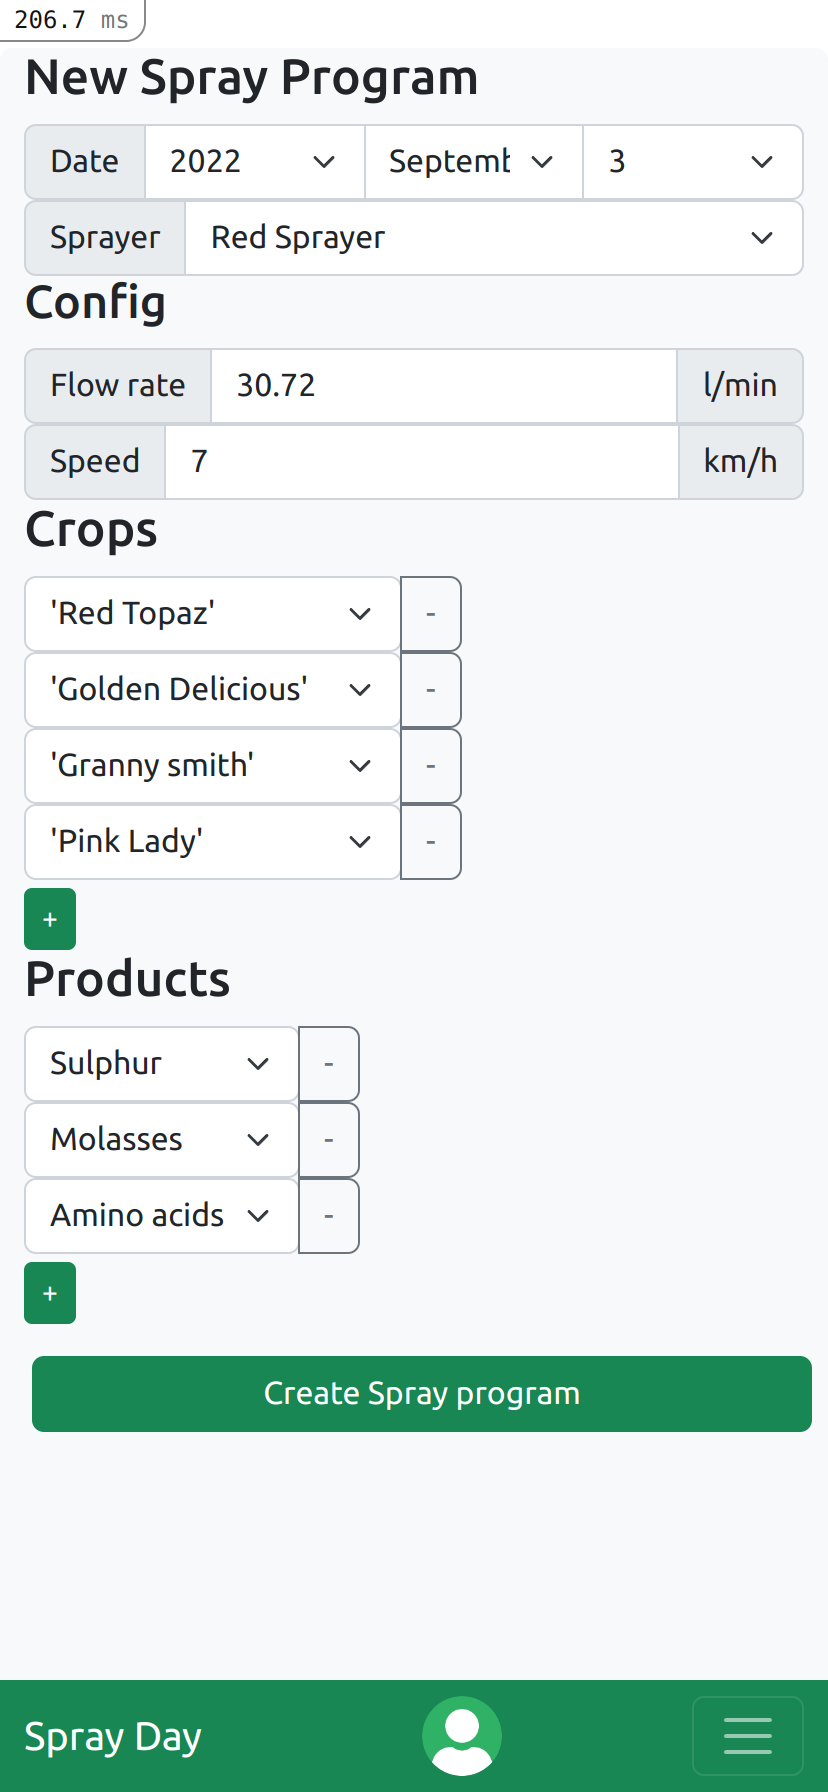 206.7 ms
New Spray Program
Date 2022 Septemb 3
Sprayer Red Sprayer
Config
Flow rate 30.72 l/min
Speed 7 km/h
Crops
'Red Topaz' -
'Golden Delicious' -
'Granny smith' -
'Pink Lady' -
+
Products
Sulphur -
Molasses -
Amino acids -
+
Create Spray program
Spray Day